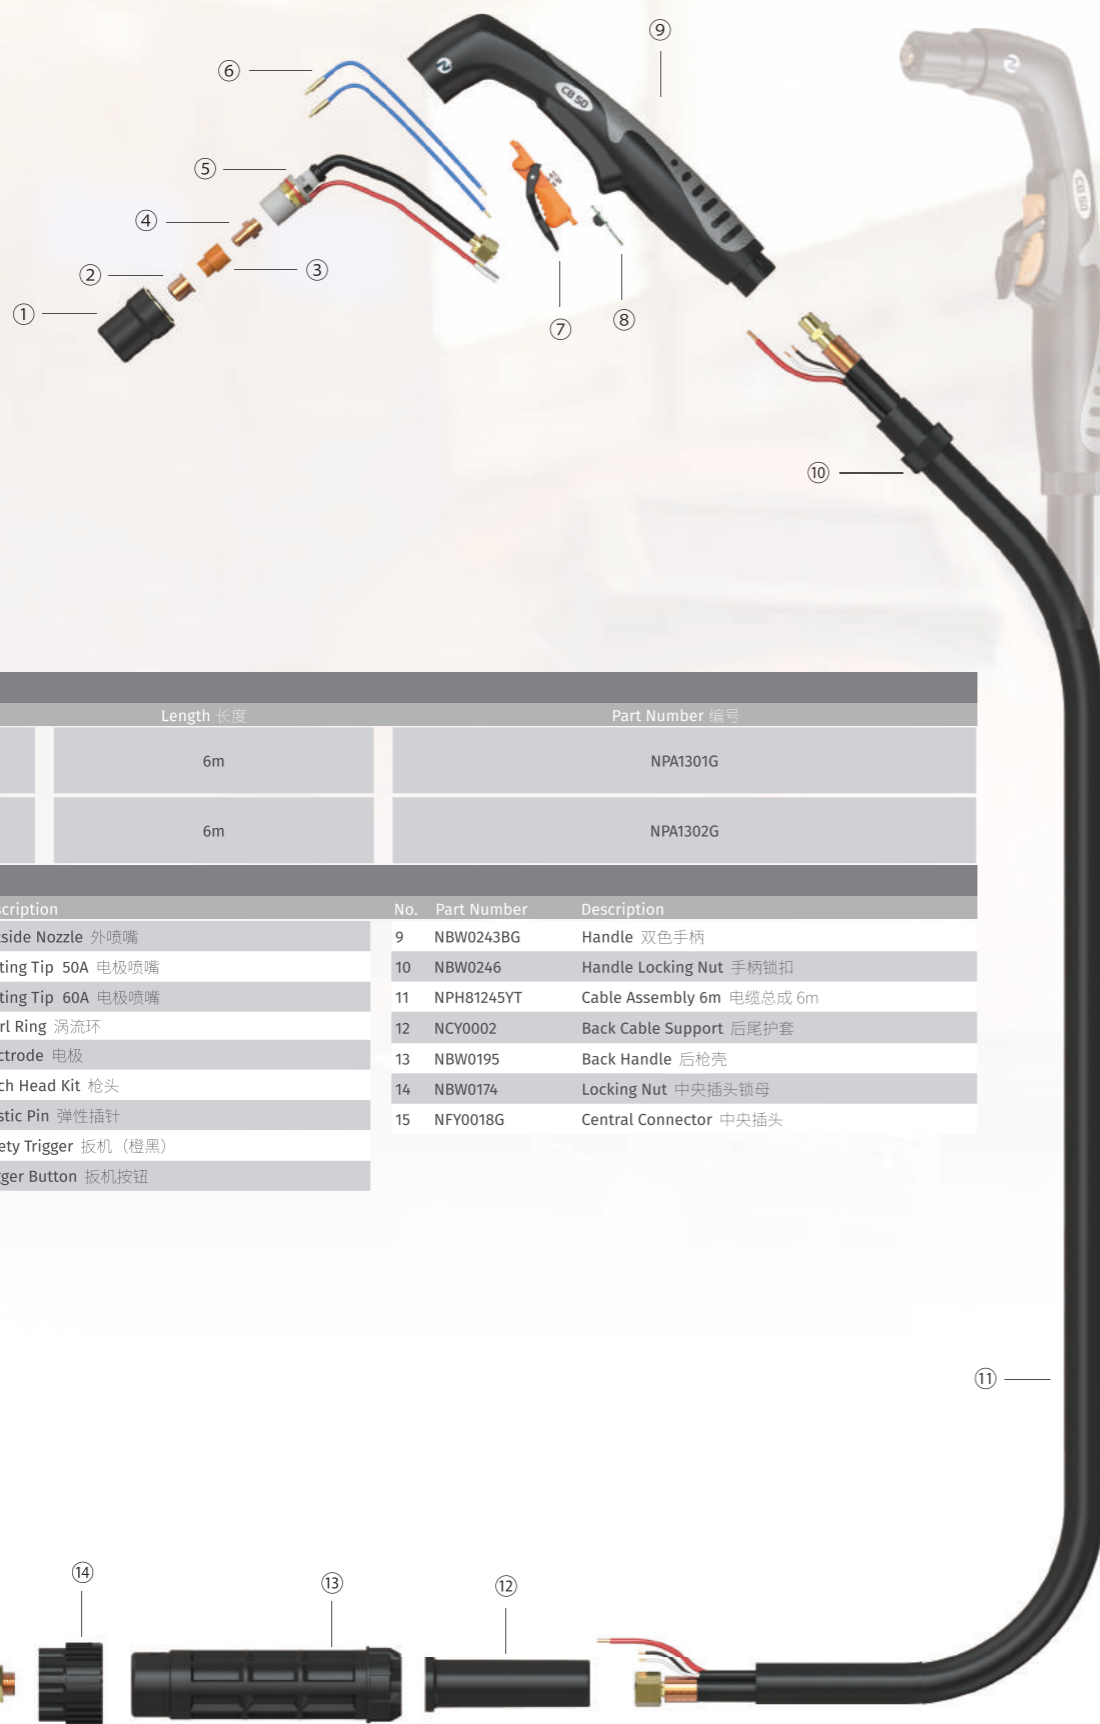 ⑨
⑥
CB 50
⑤
④
②
③
①
⑦
⑧
CB 50
⑩
Length 长度
Part Number 编号
6m
NPA1301G
6m
NPA1302G
scription
side Nozzle 外喷嘴
ting Tip 50A 电极喷嘴
ting Tip 60A 电极喷嘴
rl Ring 涡流环
ctrode 电极
ch Head Kit 枪头
stic Pin 弹性插针
ety Trigger 扳机（橙黑）
gger Button 扳机按钮
No. Part Number Description
9 NBW0243BG Handle 双色手柄
10 NBW0246 Handle Locking Nut 手柄锁扣
11 NPH81245YT Cable Assembly 6m 电缆总成 6m
12 NCY0002 Back Cable Support 后尾护套
13 NBW0195 Back Handle 后枪壳
14 NBW0174 Locking Nut 中央插头锁母
15 NFY0018G Central Connector 中央插头
⑪
⑭
⑬
⑫